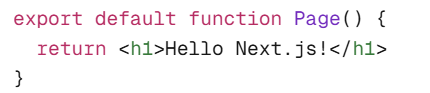 export default function Page() {
  return <h1>Hello Next.js!</h1>
}